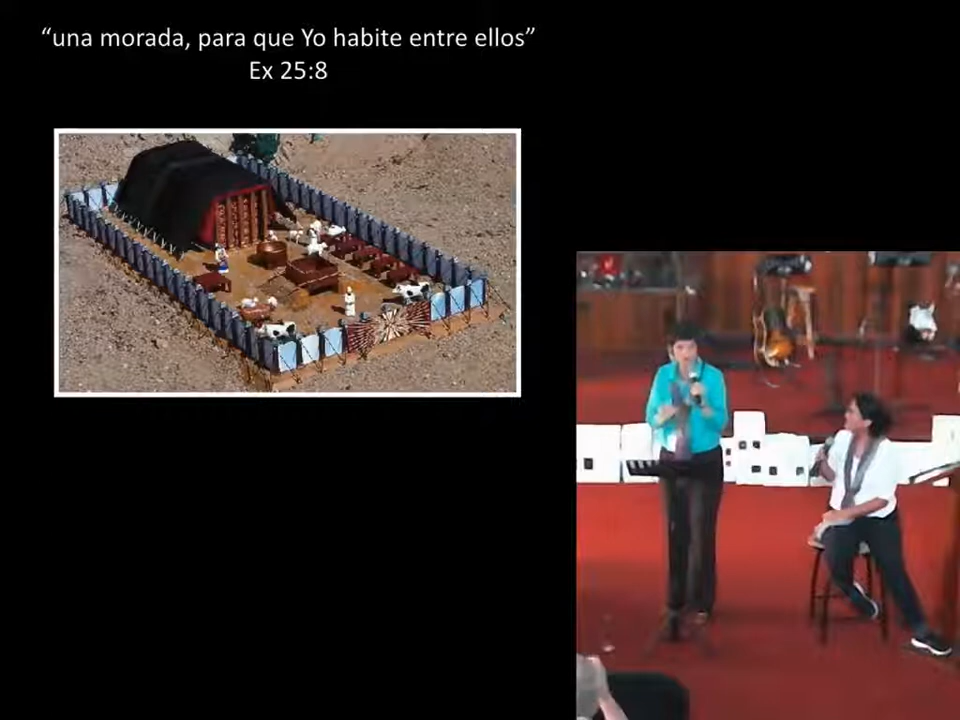 “una morada, para que Yo habite entre ellos”
Ex 25:8